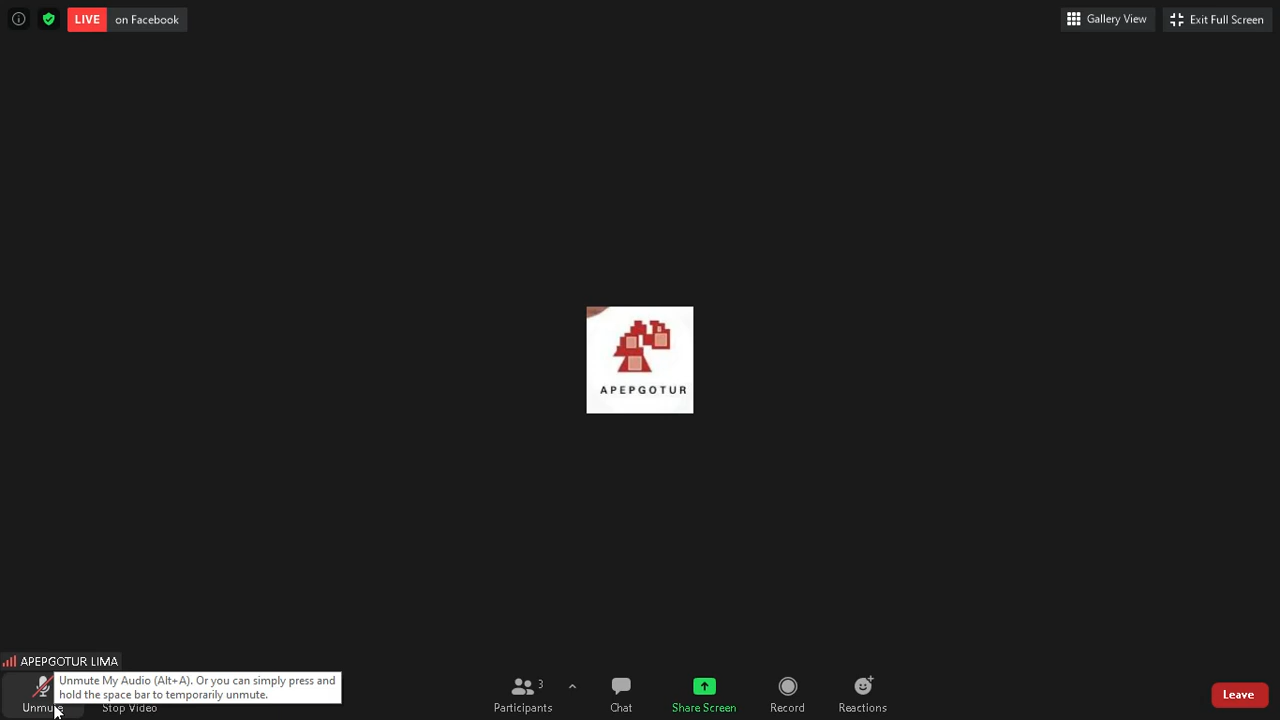 LIVE on Facebook
Gallery View
Exit Full Screen
APEPGOTUR
APEPGOTUR LIMA
Unmute My Audio (Alt+A). Or you can simply press and
hold the space bar to temporarily unmute.
Unmute
Stop Video
3
Participants
Chat
Share Screen
Record
Reactions
Leave